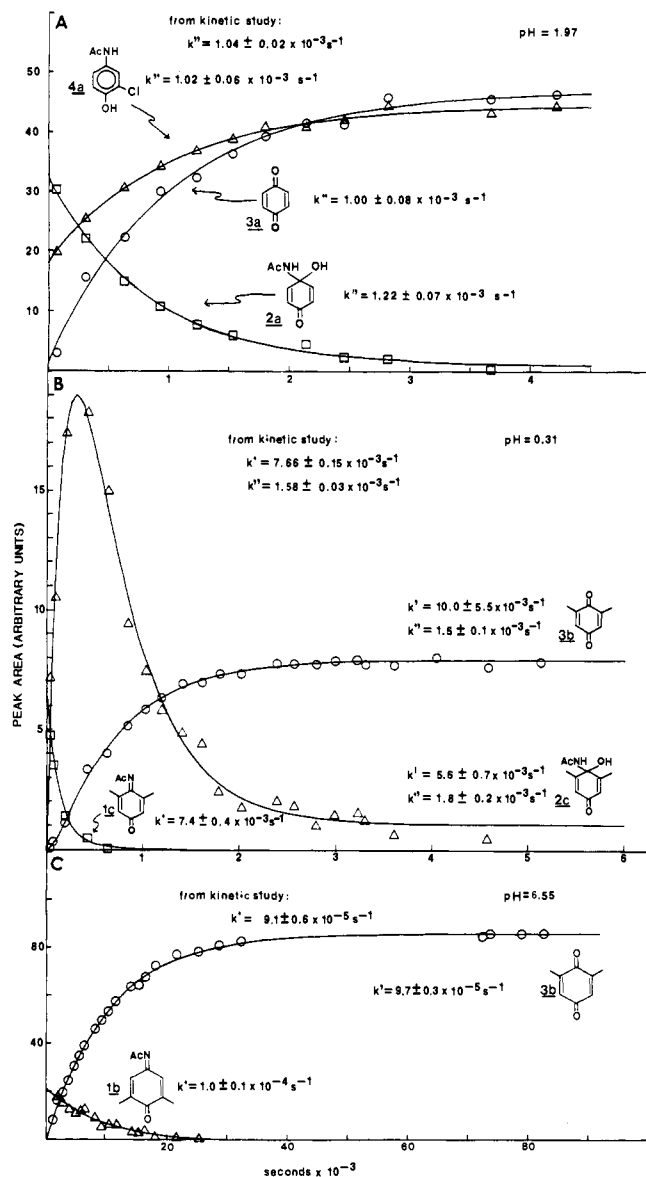 A
from kinetic study:
k" = 1.04 ± 0.02 x 10⁻³ s⁻¹
pH = 1.97
AcNH
4a
Cl
OH
k" = 1.02 ± 0.06 x 10⁻³ s⁻¹
50
40
30
20
10
O
O
3a
k" = 1.00 ± 0.08 x 10⁻³ s⁻¹
AcNH OH
O
2a
k" = 1.22 ± 0.07 x 10⁻³ s⁻¹
1 2 3 4
B
from kinetic study:
pH = 0.31
k' = 7.66 ± 0.15 x 10⁻³ s⁻¹
k" = 1.58 ± 0.03 x 10⁻³ s⁻¹
15
10
5
PEAK AREA (ARBITRARY UNITS)
k' = 10.0 ± 5.5 x 10⁻³ s⁻¹
k" = 1.5 ± 0.1 x 10⁻³ s⁻¹
O
O
3b
k' = 5.6 ± 0.7 x 10⁻³ s⁻¹
k" = 1.8 ± 0.2 x 10⁻³ s⁻¹
AcNH OH
O
2c
AcN
O
1c
k' = 7.4 ± 0.4 x 10⁻³ s⁻¹
1 2 3 4 5 6
C
from kinetic study:
pH = 6.55
k' = 9.1 ± 0.6 x 10⁻⁵ s⁻¹
80
40
k' = 9.7 ± 0.3 x 10⁻⁵ s⁻¹
O
O
3b
AcN
O
1b
k' = 1.0 ± 0.1 x 10⁻⁴ s⁻¹
20 40 60 80
seconds x 10⁻³